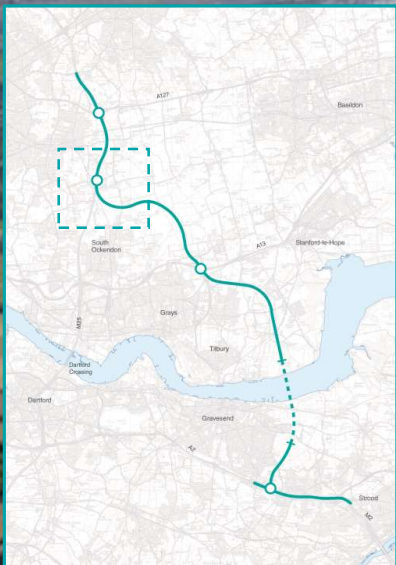 A127
Basildon
South
Ockendon
A13
Stanford-le-Hope
M25
Grays
Tilbury
Dartford
Crossing
Dartford
Gravesend
A2
Strood
M2